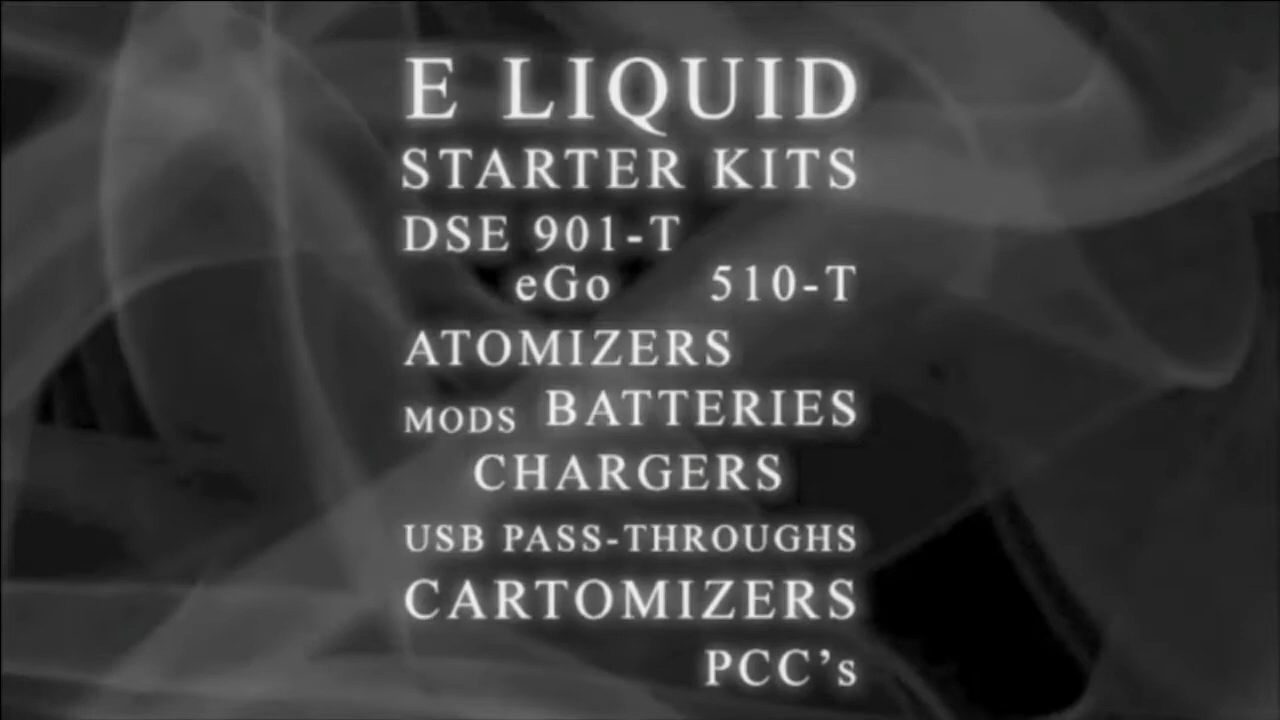 E LIQUID
STARTER KITS
DSE 901-T
eGo 510-T
ATOMIZERS
MODS BATTERIES
CHARGERS
USB PASS-THROUGHS
CARTOMIZERS
PCC's